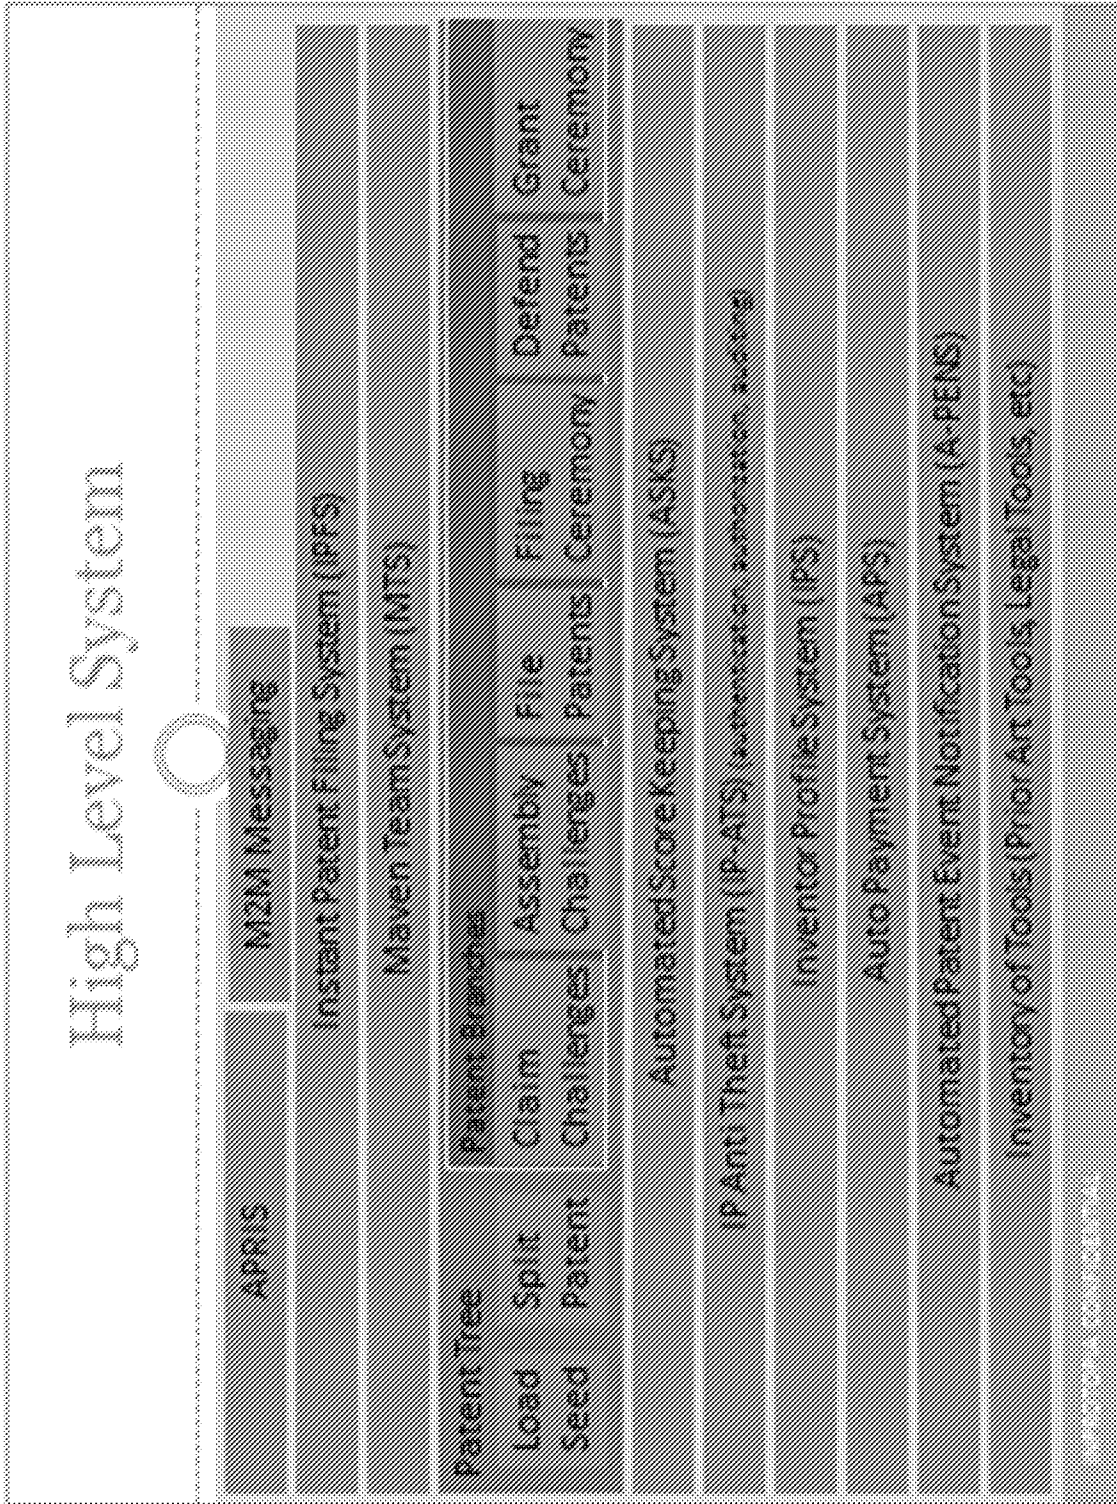 High Level System
APRIS
M2M Messaging
Instant Patent Filing System (IPFS)
Maven Team System (MTS)
Patent Tree
Patent Branches
Load Seed
Split Patent
Claim Challenges
Assembly Challenges
File Patents
Filing Ceremony
Defend Patents
Grant Ceremony
Automated Score Keeping System (ASKS)
IP Anti Theft System (IP-ATS)
Inventor Profile System (IPS)
Auto Payment System (APS)
Automated Patent Event Notification System (A-PENS)
Inventory of Tools (Prior Art Tools, Legal Tools, etc)